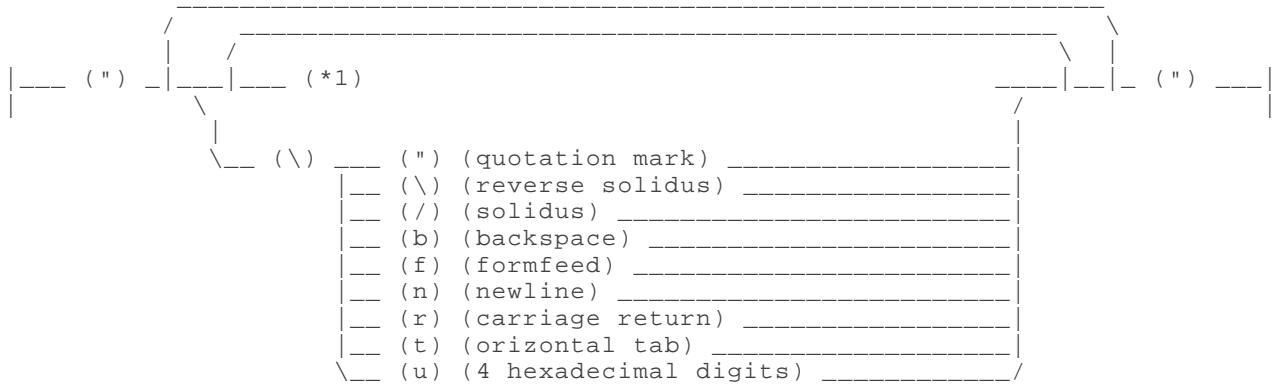 (") (*1) (")
(\) (") (quotation mark)
(\) (reverse solidus)
(/) (solidus)
(b) (backspace)
(f) (formfeed)
(n) (newline)
(r) (carriage return)
(t) (orizontal tab)
(u) (4 hexadecimal digits)